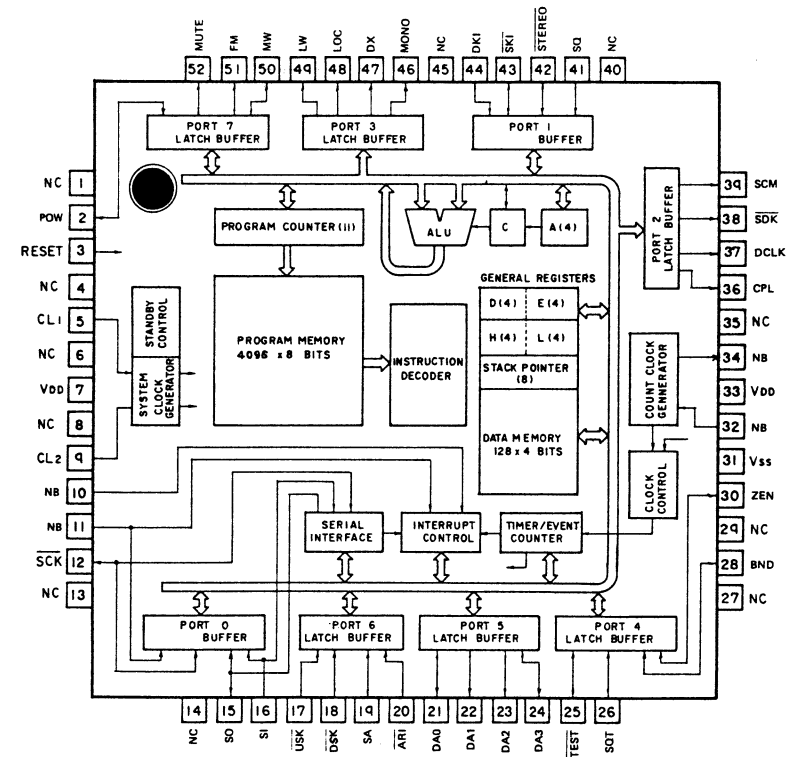 MUTE
FM
MW
LW
LOC
DX
MONO
NC
DKI
SKI
STEREO
SQ
NC
52
51
50
49
48
47
46
45
44
43
42
41
40
PORT 7
LATCH BUFFER
PORT 3
LATCH BUFFER
PORT 1
BUFFER
NC 1
POW 2
RESET 3
NC 4
CL1 5
NC 6
VDD 7
NC 8
CL2 9
NB 10
NB 11
SCK 12
NC 13
PROGRAM COUNTER (11)
ALU
C
A(4)
PORT 2
LATCH BUFFER
STANDBY
CONTROL
SYSTEM
CLOCK
GENERATOR
PROGRAM MEMORY
4096 x 8 BITS
INSTRUCTION
DECODER
GENERAL REGISTERS
D(4) E(4)
H(4) L(4)
STACK POINTER
(8)
DATA MEMORY
128 x 4 BITS
COUNT CLOCK
GENNERATOR
CLOCK
CONTROL
39 SCM
38 SDK
37 DCLK
36 CPL
35 NC
34 NB
33 VDD
32 NB
31 VSS
30 ZEN
29 NC
28 BND
27 NC
SERIAL
INTERFACE
INTERRUPT
CONTROL
TIMER/EVENT
COUNTER
PORT 0
BUFFER
PORT 6
LATCH BUFFER
PORT 5
LATCH BUFFER
PORT 4
LATCH BUFFER
14
15
16
17
18
19
20
21
22
23
24
25
26
NC
SO
SI
USK
DSK
SA
ARI
DA0
DA1
DA2
DA3
TEST
SQT